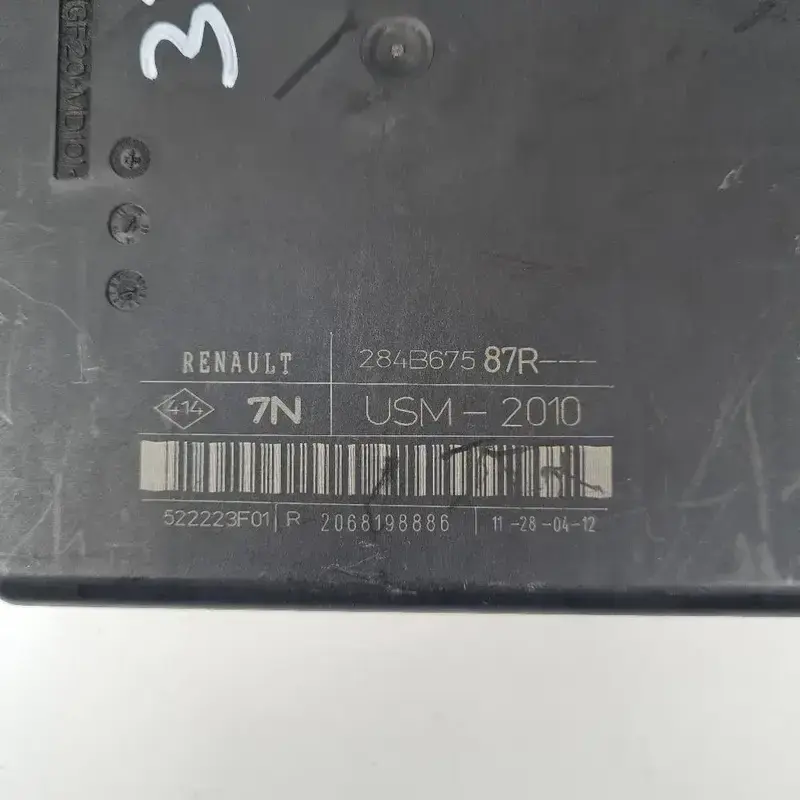 RENAULT 284B675 87R---
414 7N USM-2010
522223F01 R 2068198886 11-28-04-12